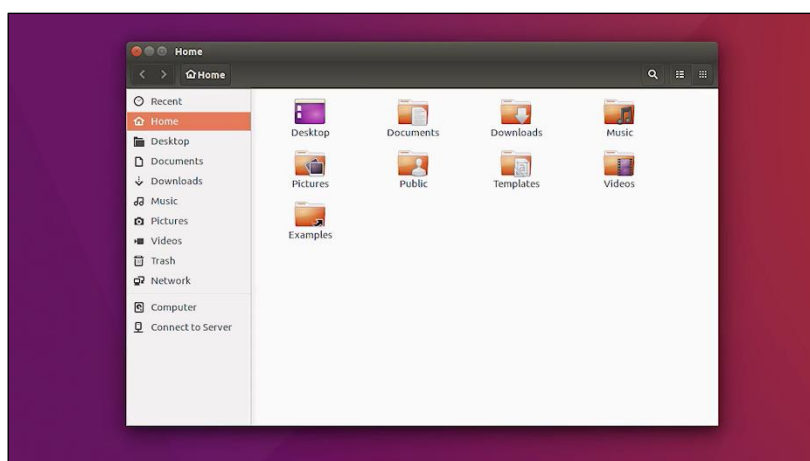 Home
Home
Recent
Home
Desktop
Documents
Downloads
Music
Pictures
Videos
Trash
Network
Computer
Connect to Server
Desktop Documents Downloads Music
Pictures Public Templates Videos
Examples